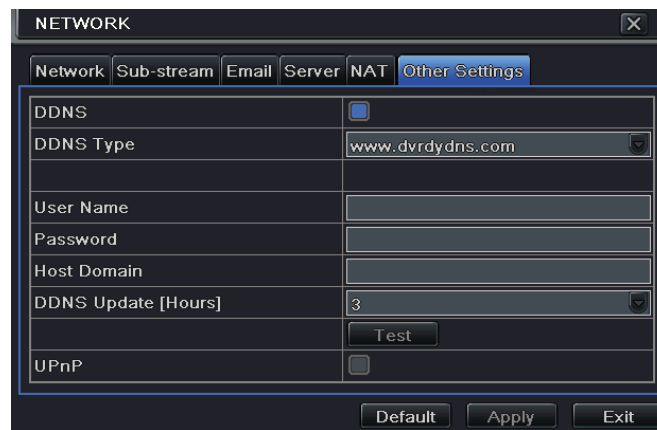 NETWORK
Network Sub-stream Email Server NAT Other Settings
DDNS
DDNS Type www.dvrdydns.com
User Name
Password
Host Domain
DDNS Update [Hours] 3
Test
UPnP
Default Apply Exit